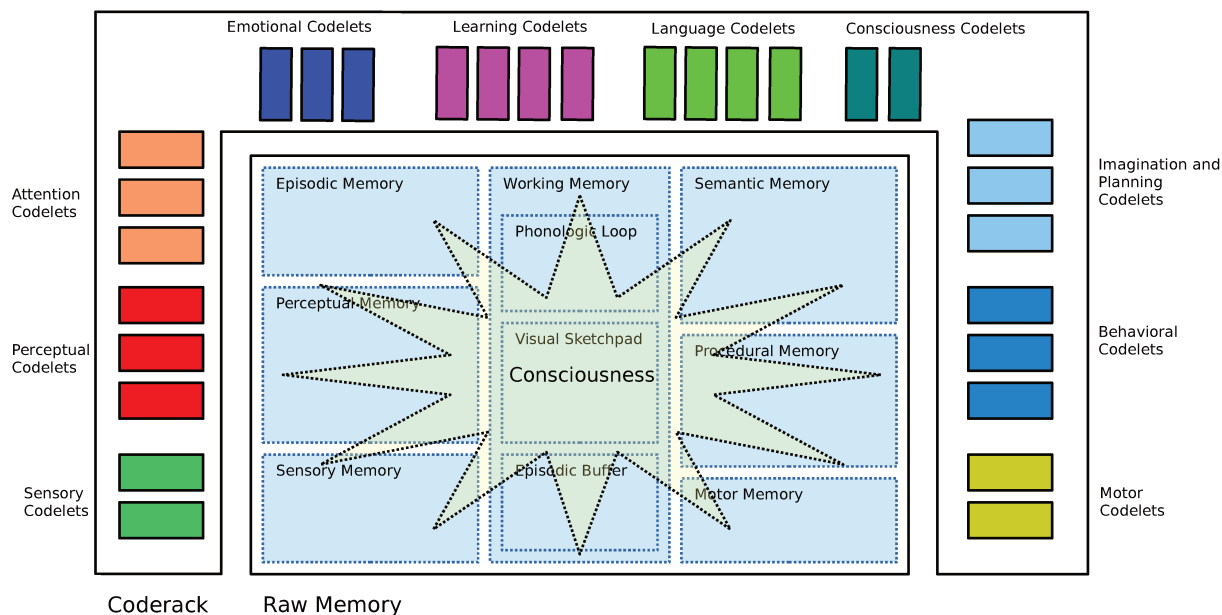 Emotional Codelets
Learning Codelets
Language Codelets
Consciousness Codelets
Attention
Codelets
Perceptual
Codelets
Sensory
Codelets
Episodic Memory
Working Memory
Semantic Memory
Phonologic Loop
Perceptual Memory
Visual Sketchpad
Procedural Memory
Consciousness
Sensory Memory
Episodic Buffer
Motor Memory
Imagination and
Planning
Codelets
Behavioral
Codelets
Motor
Codelets
Coderack
Raw Memory